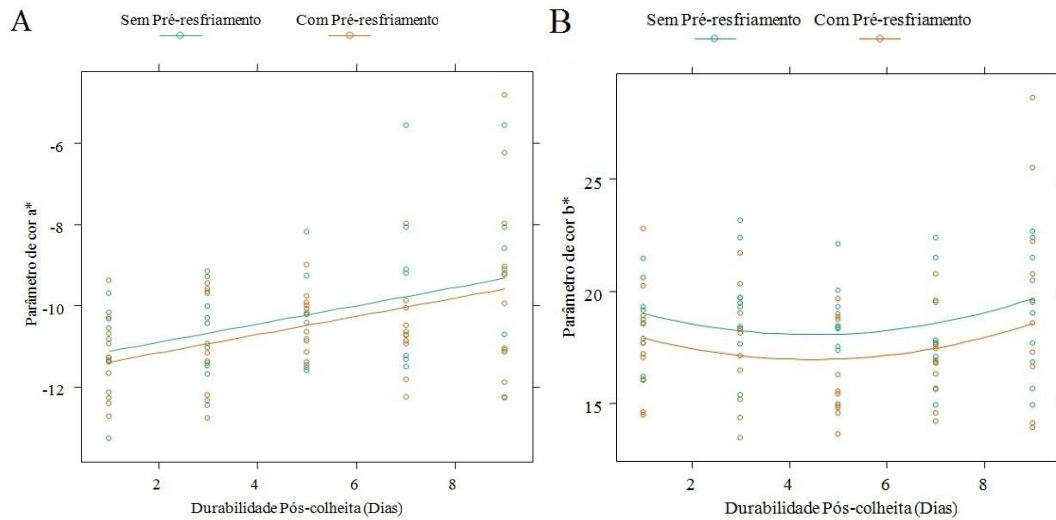 A
Sem Pré-resfriamento Com Pré-resfriamento
Parâmetro de cor a*
-6
-8
-10
-12
2 4 6 8
Durabilidade Pós-colheita (Dias)
B
Sem Pré-resfriamento Com Pré-resfriamento
Parâmetro de cor b*
25
20
15
2 4 6 8
Durabilidade Pós-colheita (Dias)